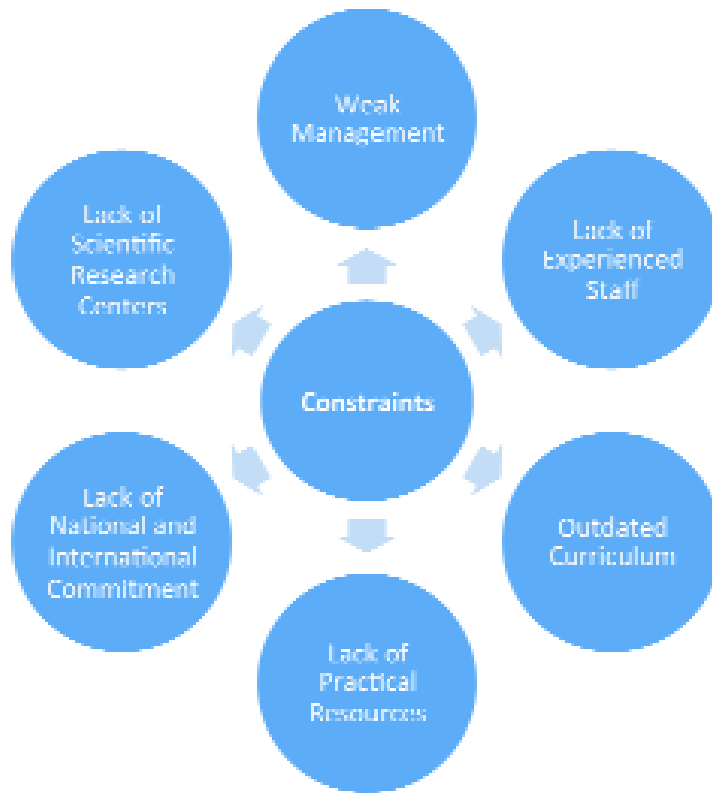 Weak
Management
Lack of
Experienced
Staff
Outdated
Curriculum
Lack of
Practical
Resources
Lack of
National and
International
Commitment
Lack of
Scientific
Research
Centers
Constraints